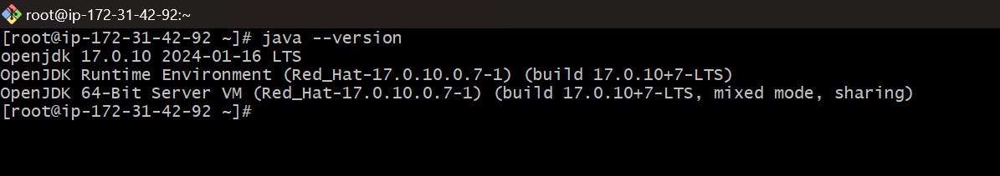 root@ip-172-31-42-92:~
[root@ip-172-31-42-92 ~]# java --version
openjdk 17.0.10 2024-01-16 LTS
OpenJDK Runtime Environment (Red_Hat-17.0.10.0.7-1) (build 17.0.10+7-LTS)
OpenJDK 64-Bit Server VM (Red_Hat-17.0.10.0.7-1) (build 17.0.10+7-LTS, mixed mode, sharing)
[root@ip-172-31-42-92 ~]#